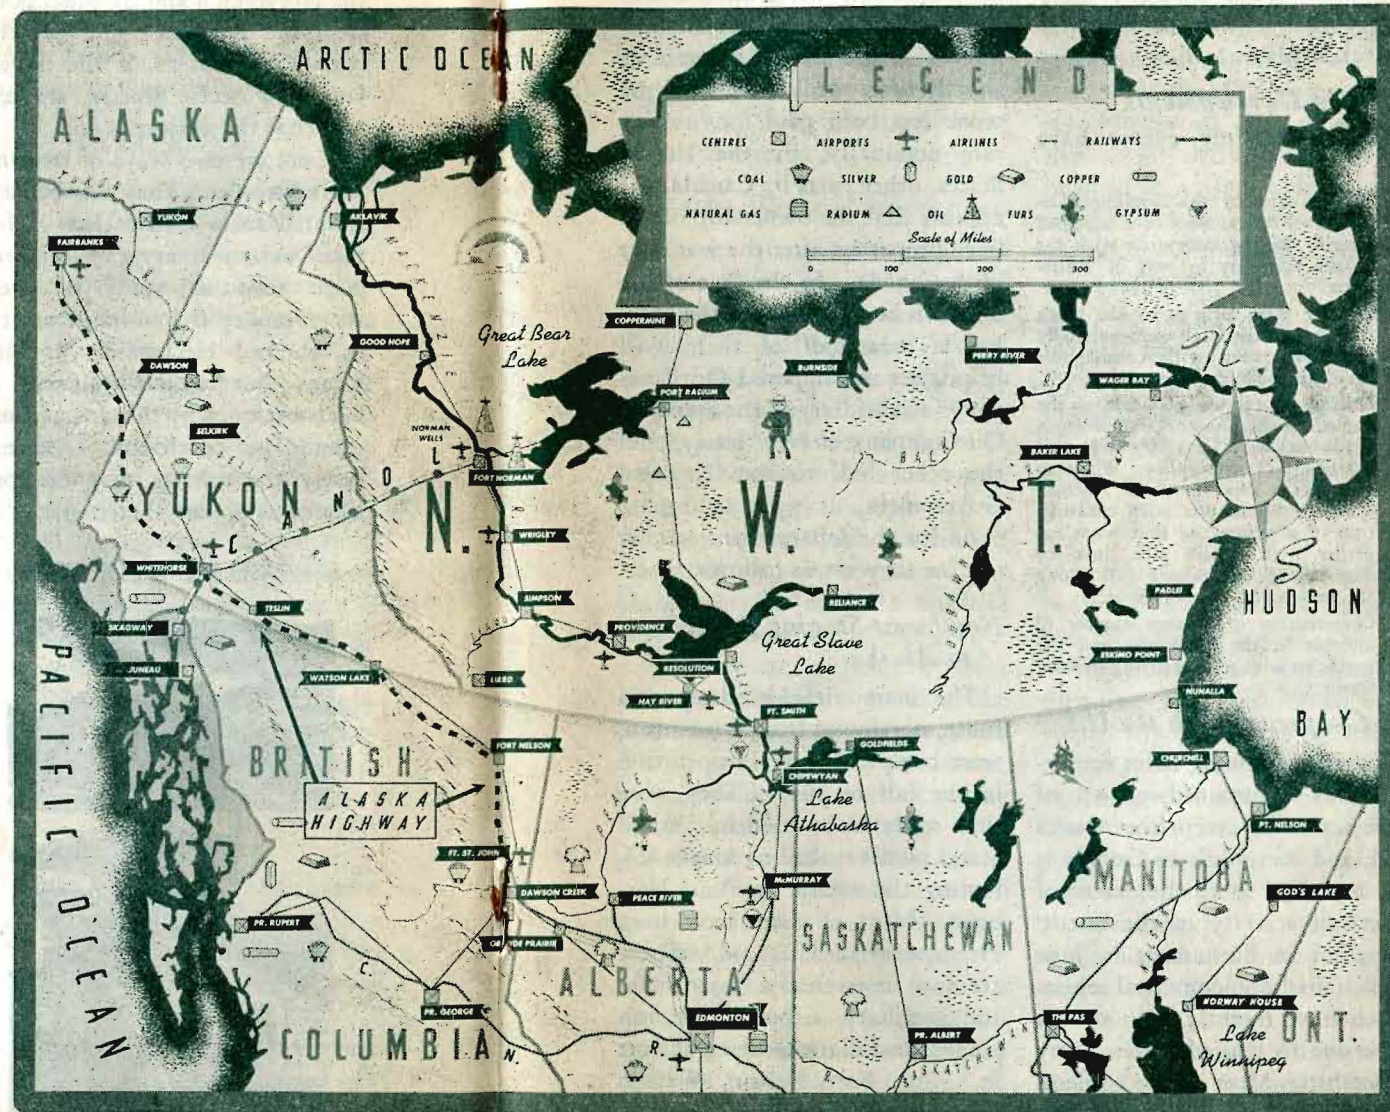 ARCTIC OCEAN
ALASKA
LEGEND
CENTRES AIRPORTS AIRLINES RAILWAYS
COAL SILVER GOLD COPPER
NATURAL GAS RADIUM OIL FURS GYPSUM
Scale of Miles
0 100 200 300
YUKON
YUKON
AKLAVIK
FAIRBANKS
MACKENZIE
GOOD HOPE
Great Bear
Lake
COPPERMINE
PERRY RIVER
BURNSIDE
WAGER BAY
N
DAWSON
PORT RADIUM
SELKIRK
NORMAN
WELLS
BACK
R.
BAKER LAKE
FORT NORMAN
YUKON
CANNOL
N. W. T.
WRIGLEY
WHITEHORSE
TESLIN
SIMPSON
RELIANCE
PADLEI
S
HUDSON
BAY
SKAGWAY
PROVIDENCE
Great Slave
Lake
ESKIMO POINT
JUNEAU
WATSON LAKE
LIARD
RESOLUTION
HAY RIVER
NUNALLA
FT. SMITH
PACIFIC OCEAN
BRITISH
COLUMBIA
FORT NELSON
GOLDFIELDS
CHURCHILL
CHIPEWYAN
PEACE R.
ALASKA
HIGHWAY
Lake
Athabaska
PT. NELSON
FT. ST. JOHN
MANITOBA
DAWSON CREEK
PEACE RIVER
McMURRAY
GOD'S LAKE
PR. RUPERT
SASKATCHEWAN
C. N. R.
ALBERTA
PR. GEORGE
EDMONTON
NORWAY HOUSE
THE PAS
ONT.
PR. ALBERT
Lake
Winnipeg
SASKATCHEWAN
R.